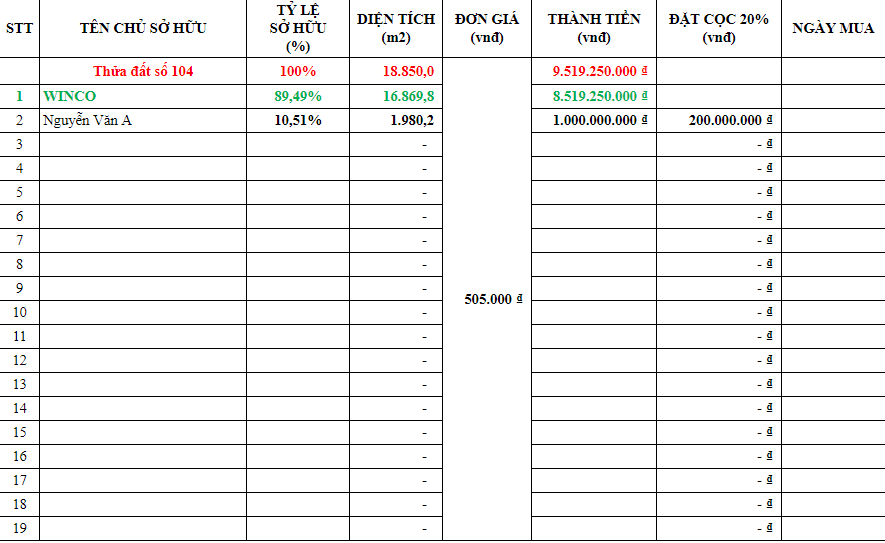 STT TÊN CHỦ SỞ HỮU TỶ LỆ SỞ HỮU (%) DIỆN TÍCH (m2) ĐƠN GIÁ (vnđ) THÀNH TIỀN (vnđ) ĐẶT CỌC 20% (vnđ) NGÀY MUA
Thửa đất số 104 100% 18.850,0 9.519.250.000 ₫
1 WINCO 89,49% 16.869,8 8.519.250.000 ₫
2 Nguyễn Văn A 10,51% 1.980,2 1.000.000.000 ₫ 200.000.000 ₫
3 - - ₫
4 - - ₫
5 - - ₫
6 - - ₫
7 - - ₫
8 - - ₫
9 - - ₫
505.000 ₫
10 - - ₫
11 - - ₫
12 - - ₫
13 - - ₫
14 - - ₫
15 - - ₫
16 - - ₫
17 - - ₫
18 - - ₫
19 - - ₫